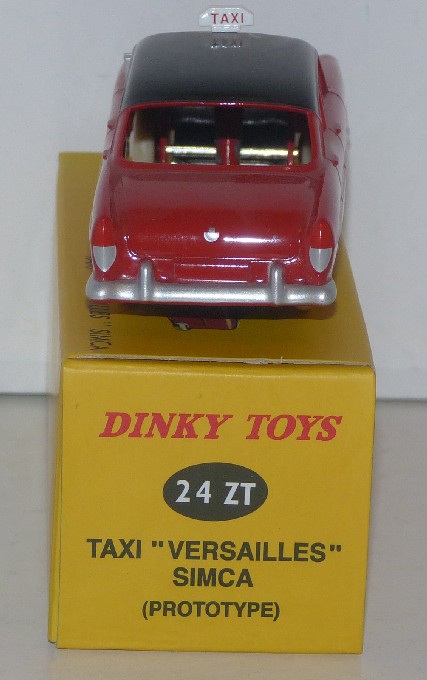 TAXI
DINKY TOYS
24 ZT
TAXI "VERSAILLES"
SIMCA
(PROTOTYPE)